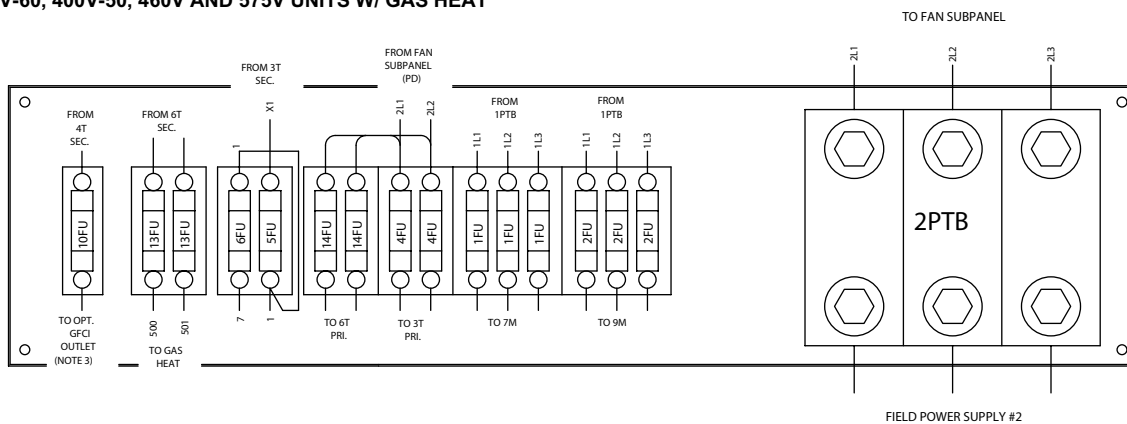 V-60, 400V-50, 460V AND 575V UNITS W/ GAS HEAT
TO FAN SUBPANEL
2L1
2L2
2L3
FROM 3T
SEC.
X1
1
FROM FAN
SUBPANEL
(PD)
2L1
2L2
FROM
4T
SEC.
FROM 6T
SEC.
FROM
1PTB
1L1
1L2
1L3
FROM
1PTB
1L1
1L2
1L3
10FU
13FU
13FU
6FU
5FU
14FU
14FU
4FU
4FU
1FU
1FU
1FU
2FU
2FU
2FU
2PTB
TO OPT.
GFCI
OUTLET
(NOTE 3)
500
501
TO GAS
HEAT
7
1
TO 6T
PRI.
TO 3T
PRI.
TO 7M
TO 9M
FIELD POWER SUPPLY #2